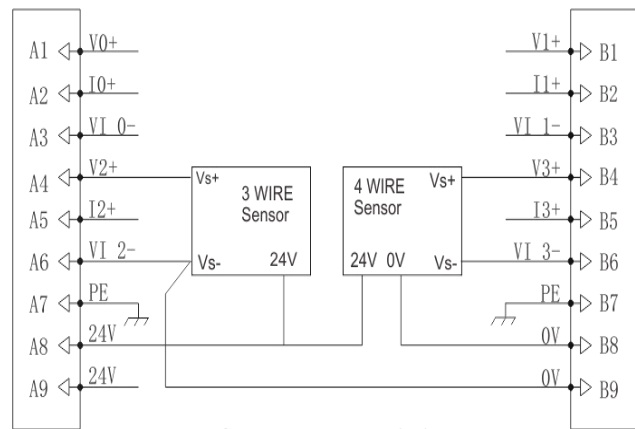 A1 V0+ V1+ B1
A2 I0+ I1+ B2
A3 VI 0- VI 1- B3
A4 V2+ Vs+ 3 WIRE Sensor 4 WIRE Sensor Vs+ V3+ B4
A5 I2+ I3+ B5
A6 VI 2- Vs- 24V 24V 0V Vs- VI 3- B6
A7 PE PE B7
A8 24V 0V B8
A9 24V 0V B9